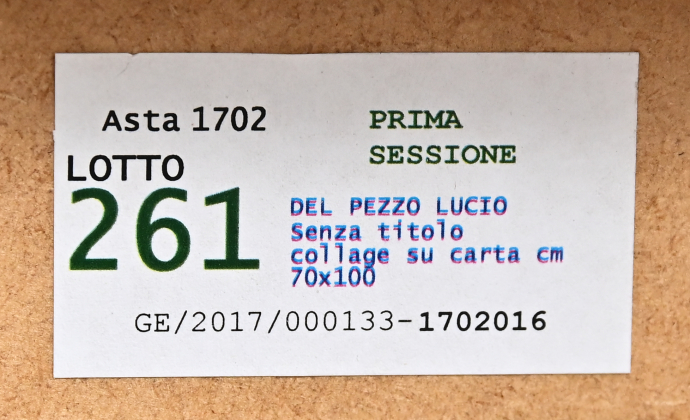 Asta 1702
PRIMA
SESSIONE
LOTTO
261
DEL PEZZO LUCIO
Senza titolo
collage su carta cm
70x100
GE/2017/000133-1702016